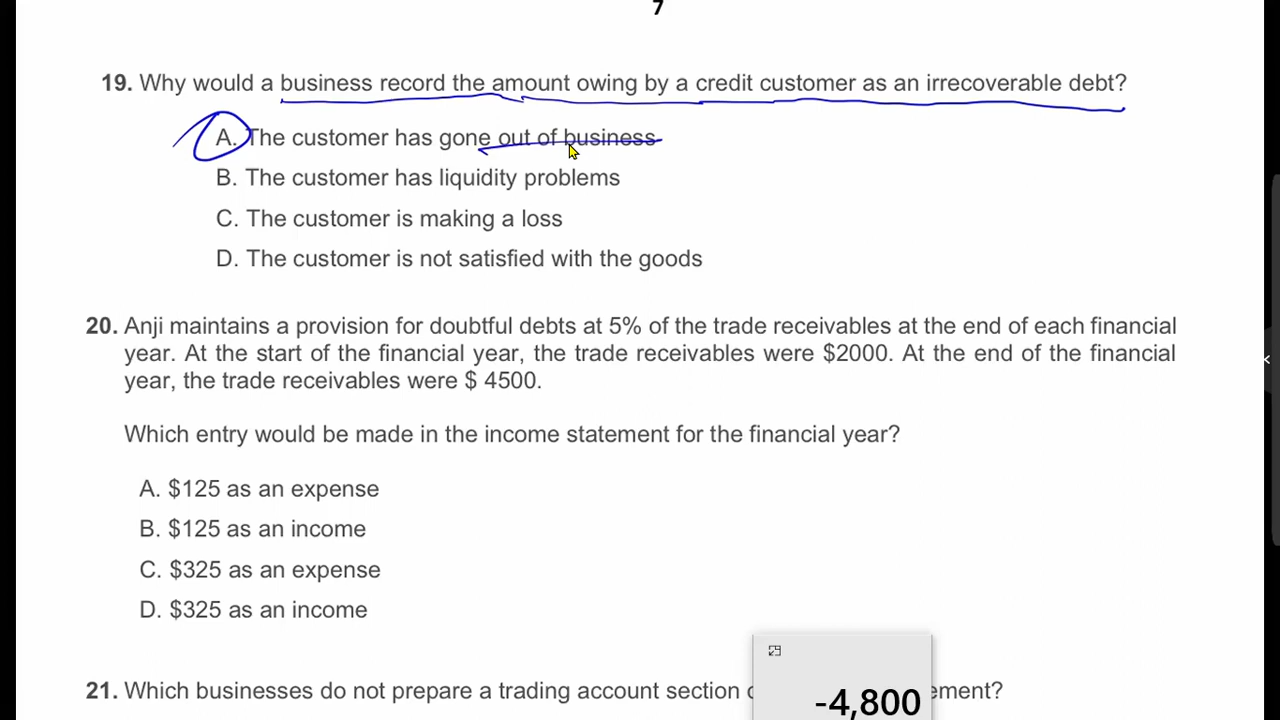 7
19. Why would a business record the amount owing by a credit customer as an irrecoverable debt?
A. The customer has gone out of business
B. The customer has liquidity problems
C. The customer is making a loss
D. The customer is not satisfied with the goods
20. Anji maintains a provision for doubtful debts at 5% of the trade receivables at the end of each financial
year. At the start of the financial year, the trade receivables were $2000. At the end of the financial
year, the trade receivables were $ 4500.
Which entry would be made in the income statement for the financial year?
A. $125 as an expense
B. $125 as an income
C. $325 as an expense
D. $325 as an income
21. Which businesses do not prepare a trading account section ement?
-4,800